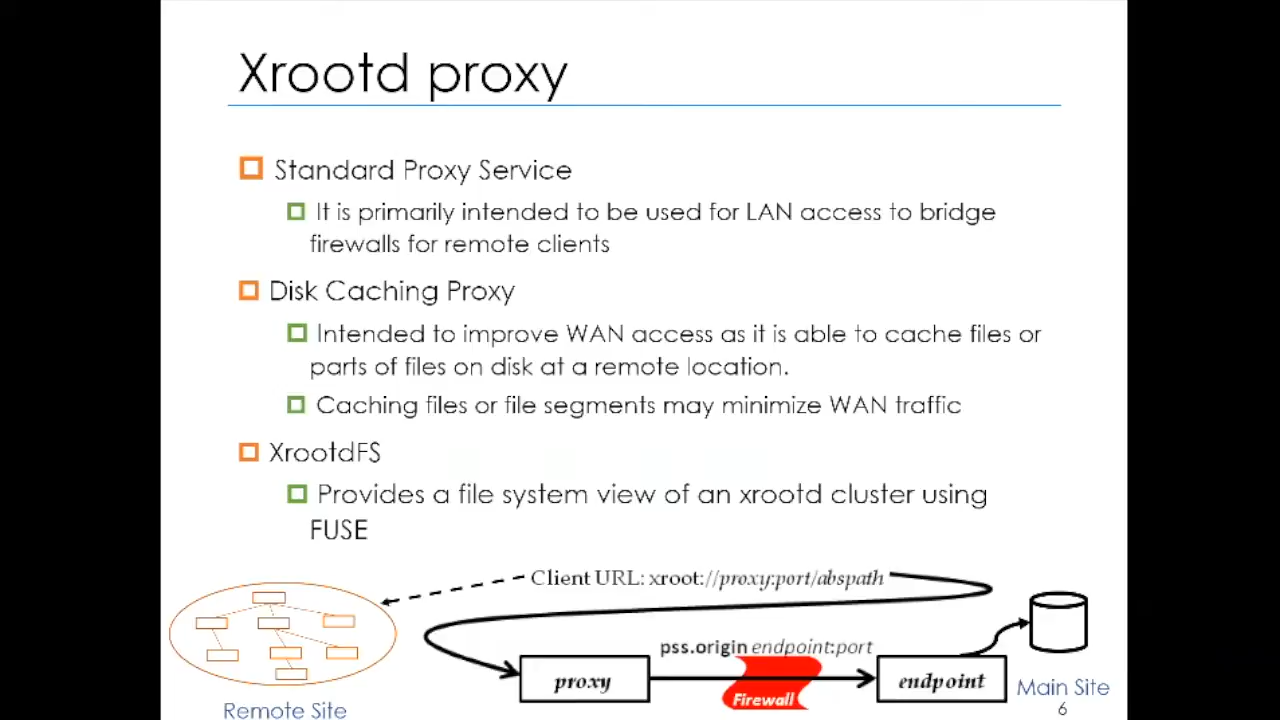 Xrootd proxy
Standard Proxy Service
It is primarily intended to be used for LAN access to bridge
firewalls for remote clients
Disk Caching Proxy
Intended to improve WAN access as it is able to cache files or
parts of files on disk at a remote location.
Caching files or file segments may minimize WAN traffic
XrootdFS
Provides a file system view of an xrootd cluster using
FUSE
Client URL: xroot://proxy:port/abspath
pss.origin endpoint:port
proxy
Firewall
endpoint
Main Site
Remote Site
6